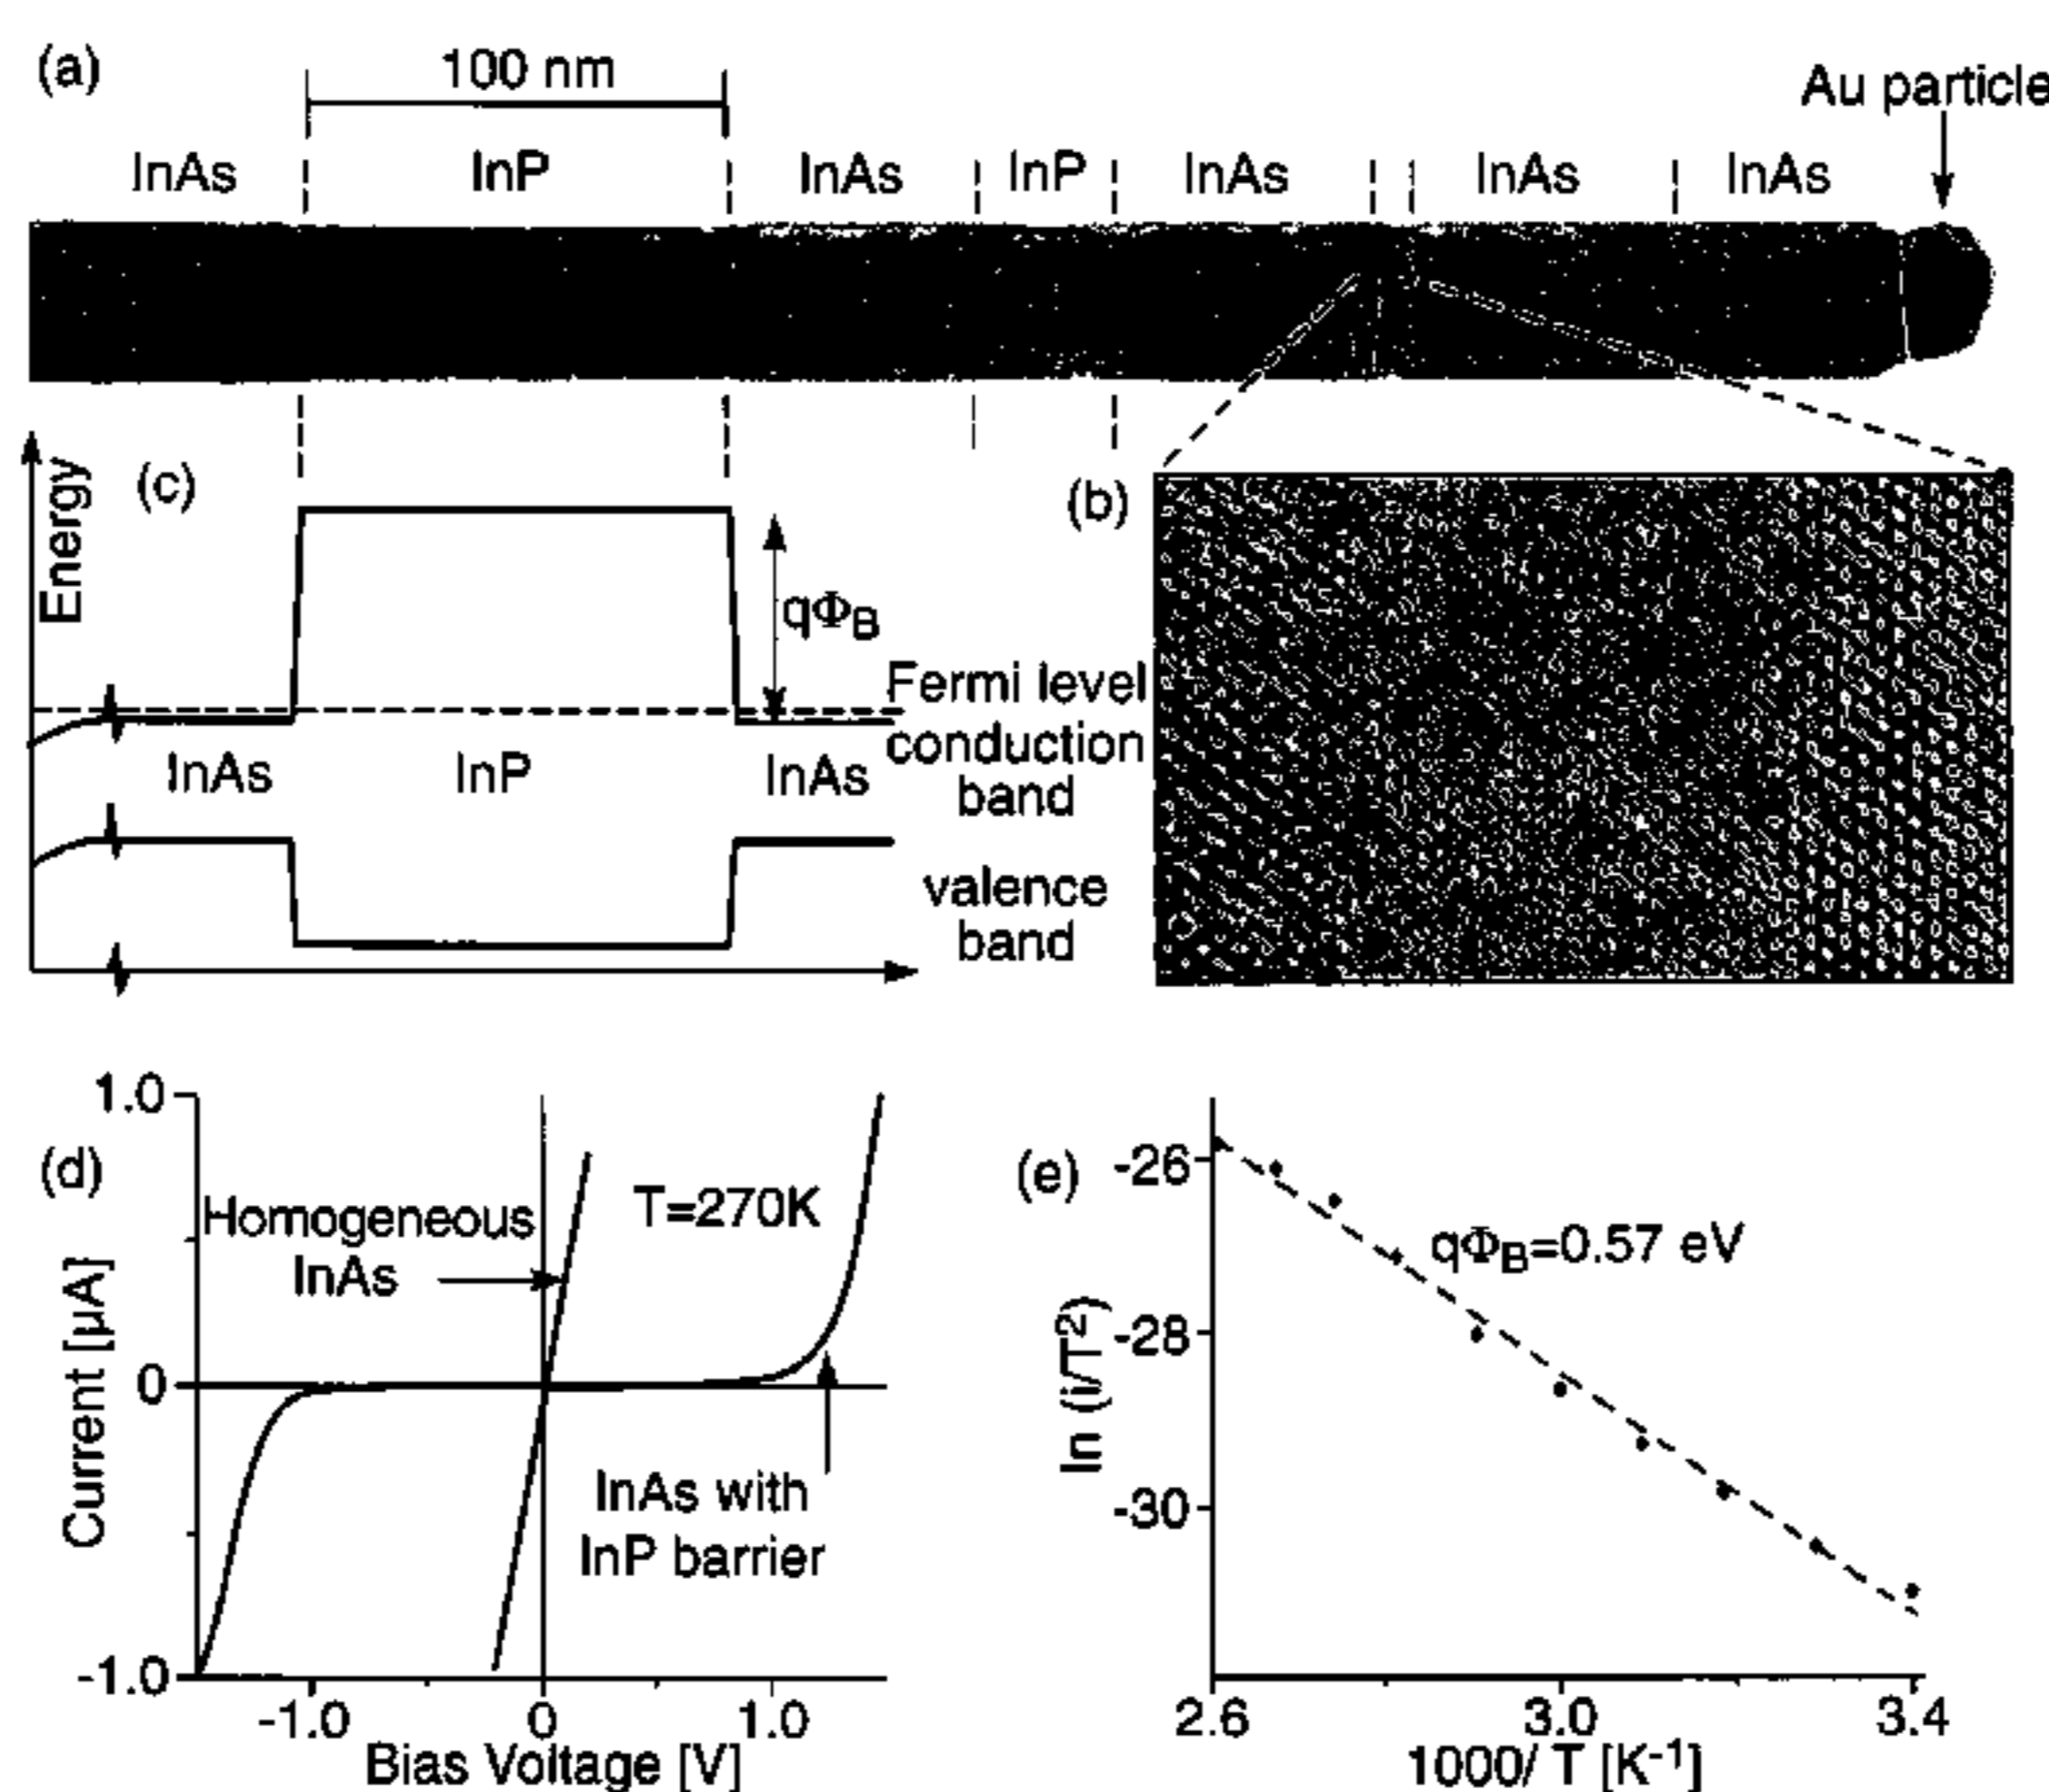 (a)
100 nm
Au particle
InAs
InP
InAs
InP
InAs
InAs
InAs
(c)
Energy
qΦB
Fermi level
conduction
band
InAs
InP
InAs
valence
band
(b)
(d)
1.0
0
-1.0
Current [μA]
Homogeneous
InAs
T=270K
InAs with
InP barrier
-1.0
0
1.0
Bias Voltage [V]
(e)
-26
-28
-30
ln (i/T²)
qΦB=0.57 eV
2.6
3.0
3.4
1000/ T [K⁻¹]